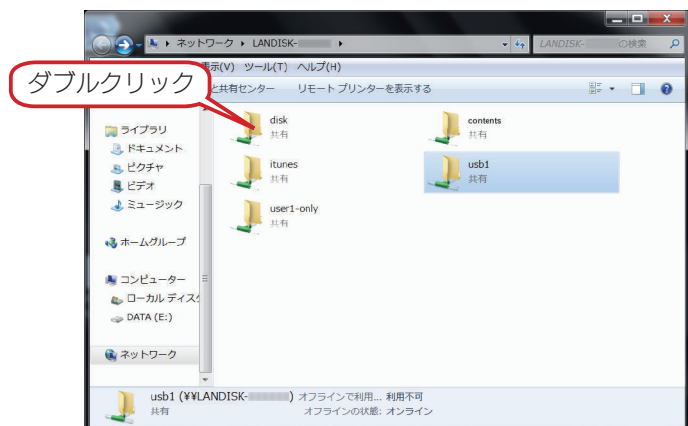 ネットワーク ▸ LANDISK-
LANDISK- の検索
表示(V) ツール(T) ヘルプ(H)
ダブルクリック
と共有センター リモート プリンターを表示する
ライブラリ
ドキュメント
ピクチャ
ビデオ
ミュージック
ホームグループ
コンピューター
ローカル ディスク
DATA (E:)
ネットワーク
disk
共有
contents
共有
itunes
共有
usb1
共有
user1-only
共有
usb1 (¥¥LANDISK- ) オフラインで利用... 利用不可
共有 オフラインの状態: オンライン